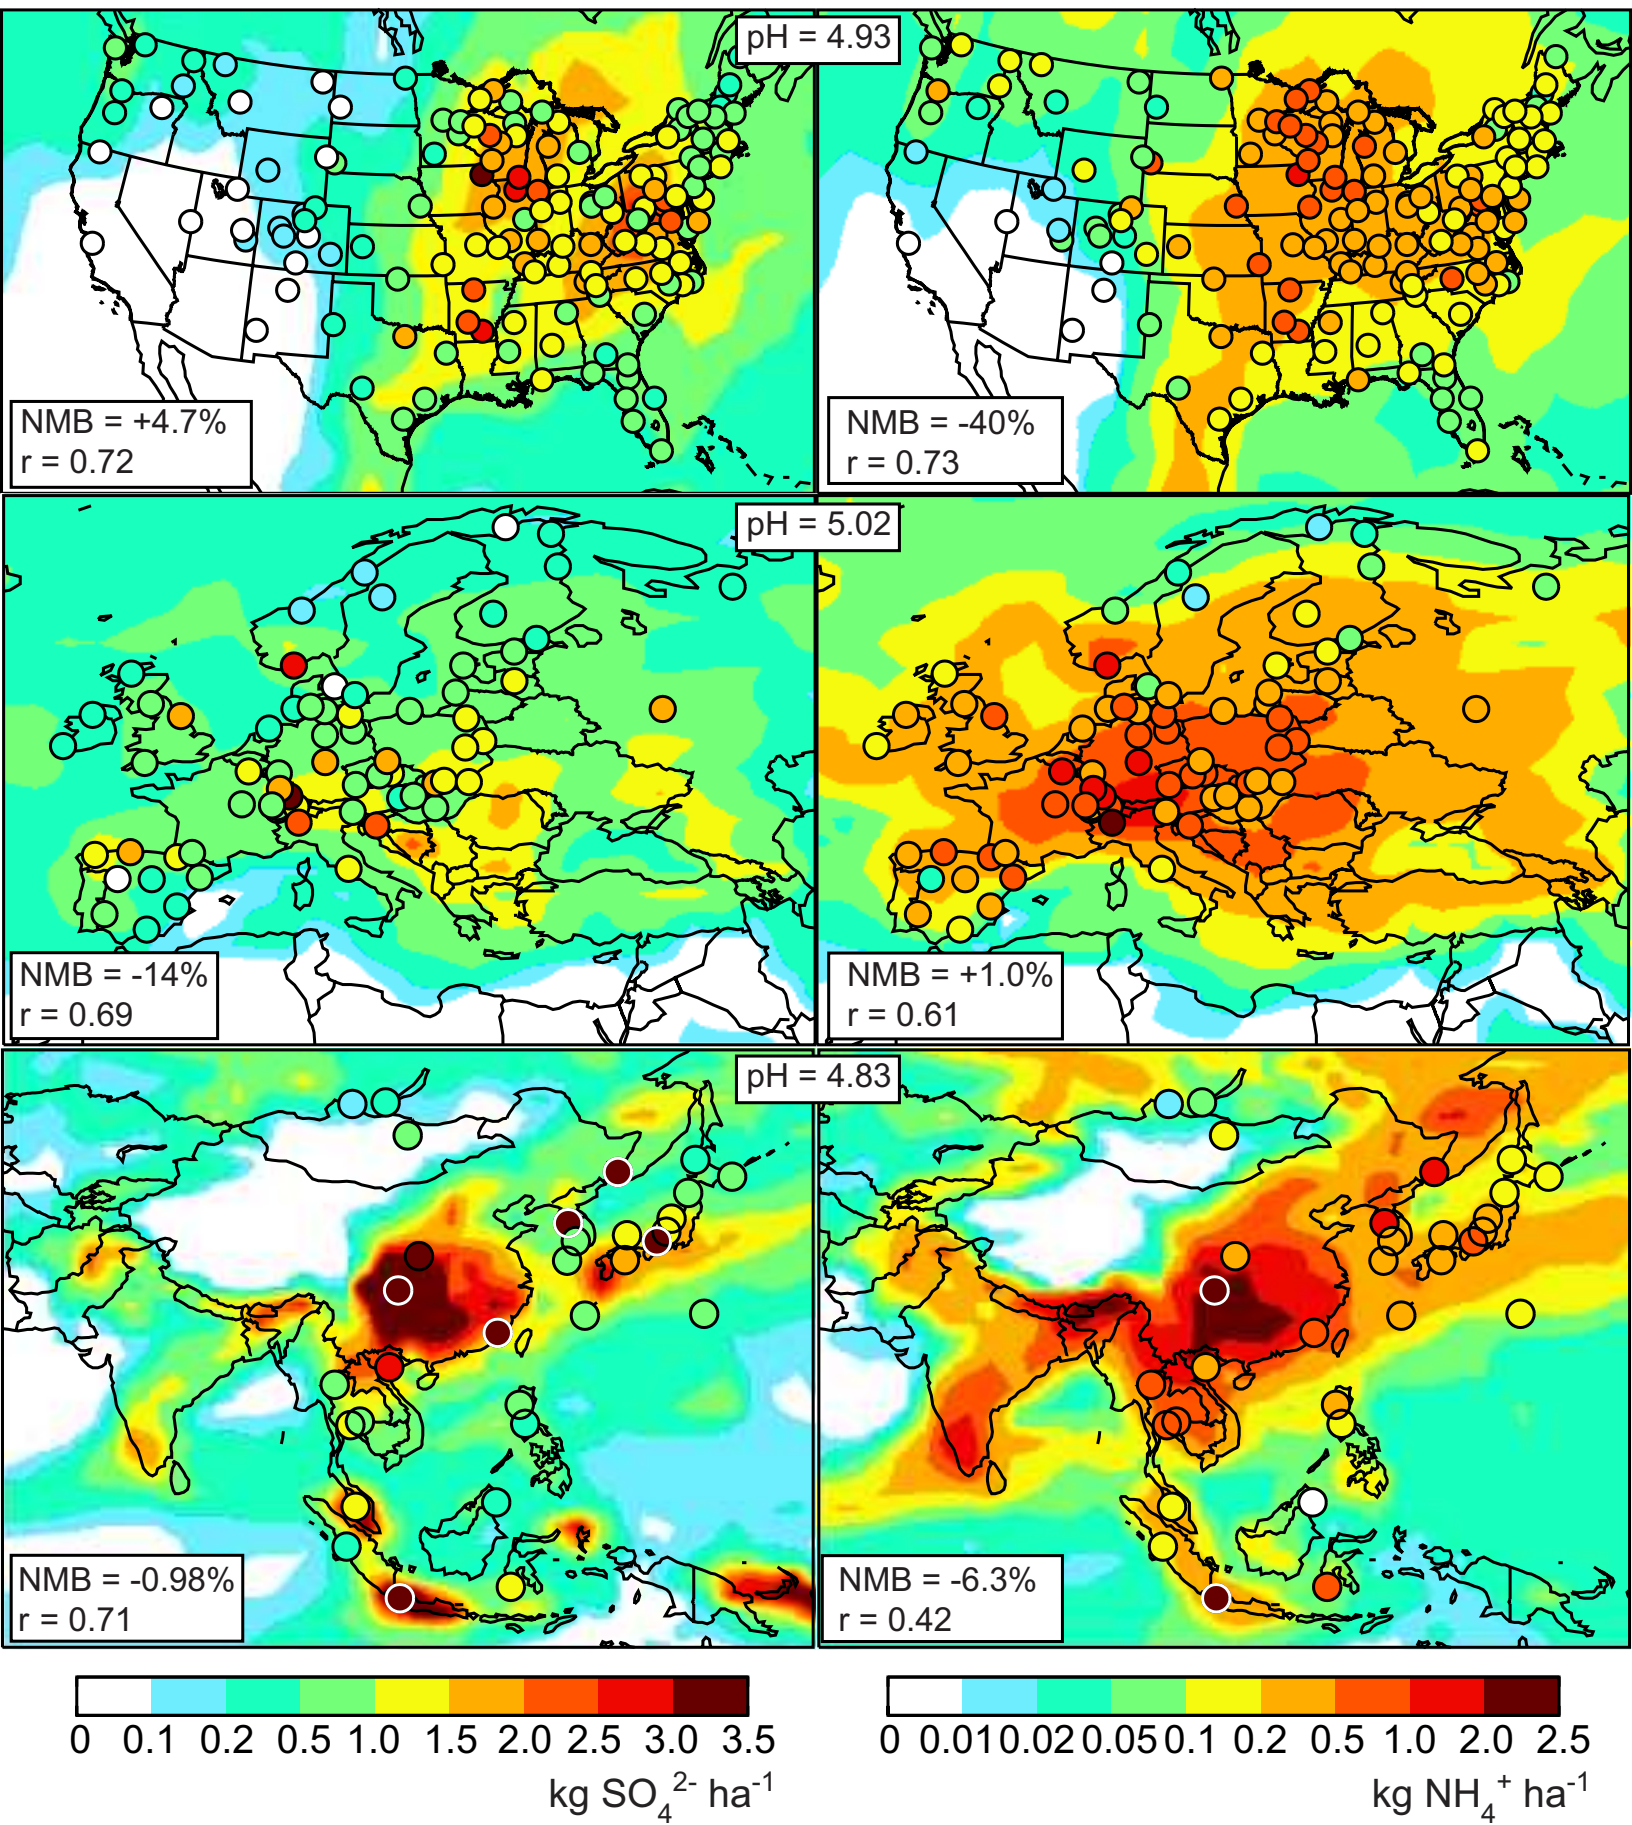 pH = 4.93
NMB = +4.7%
r = 0.72
NMB = -40%
r = 0.73
pH = 5.02
NMB = -14%
r = 0.69
NMB = +1.0%
r = 0.61
pH = 4.83
NMB = -0.98%
r = 0.71
NMB = -6.3%
r = 0.42
0 0.1 0.2 0.5 1.0 1.5 2.0 2.5 3.0 3.5
kg SO₄²⁻ ha⁻¹
0 0.01 0.02 0.05 0.1 0.2 0.5 1.0 2.0 2.5
kg NH₄⁺ ha⁻¹